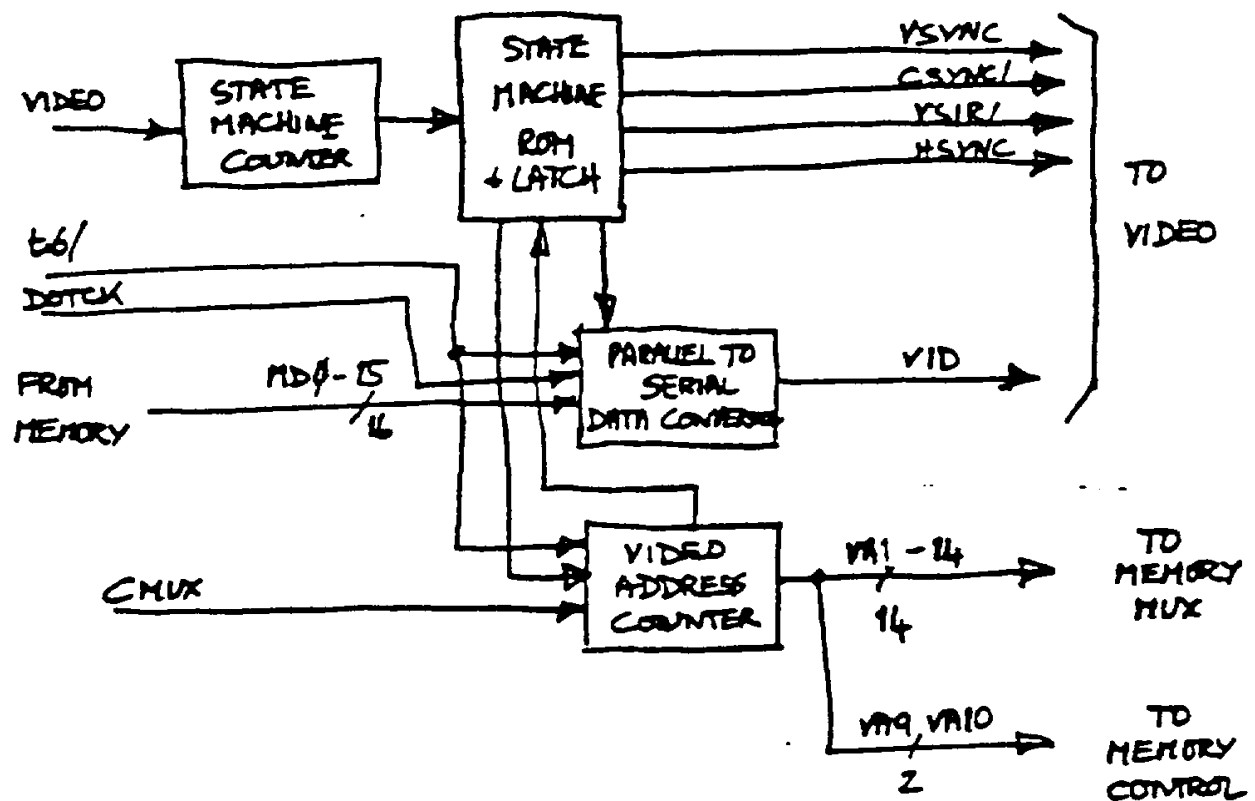 VIDEO
STATE
MACHINE
COUNTER
STATE
MACHINE
ROM
+ LATCH
VSYNC
CSYNC/
VSIR/
HSYNC
TO
VIDEO
t6/
DOTCK
FROM
MEMORY
MDØ-15
16
PARALLEL TO
SERIAL
DATA CONVERTER
VID
CMUX
VIDEO
ADDRESS
COUNTER
VA1-14
14
TO
MEMORY
MUX
VA9, VA10
2
TO
MEMORY
CONTROL